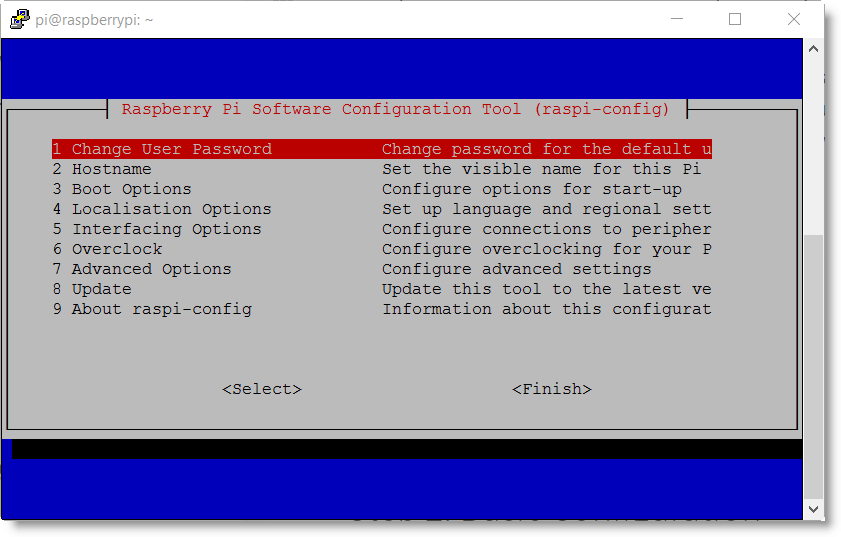 pi@raspberrypi: ~
Raspberry Pi Software Configuration Tool (raspi-config)
1 Change User Password Change password for the default u
2 Hostname Set the visible name for this Pi
3 Boot Options Configure options for start-up
4 Localisation Options Set up language and regional sett
5 Interfacing Options Configure connections to peripher
6 Overclock Configure overclocking for your P
7 Advanced Options Configure advanced settings
8 Update Update this tool to the latest ve
9 About raspi-config Information about this configurat
<Select> <Finish>